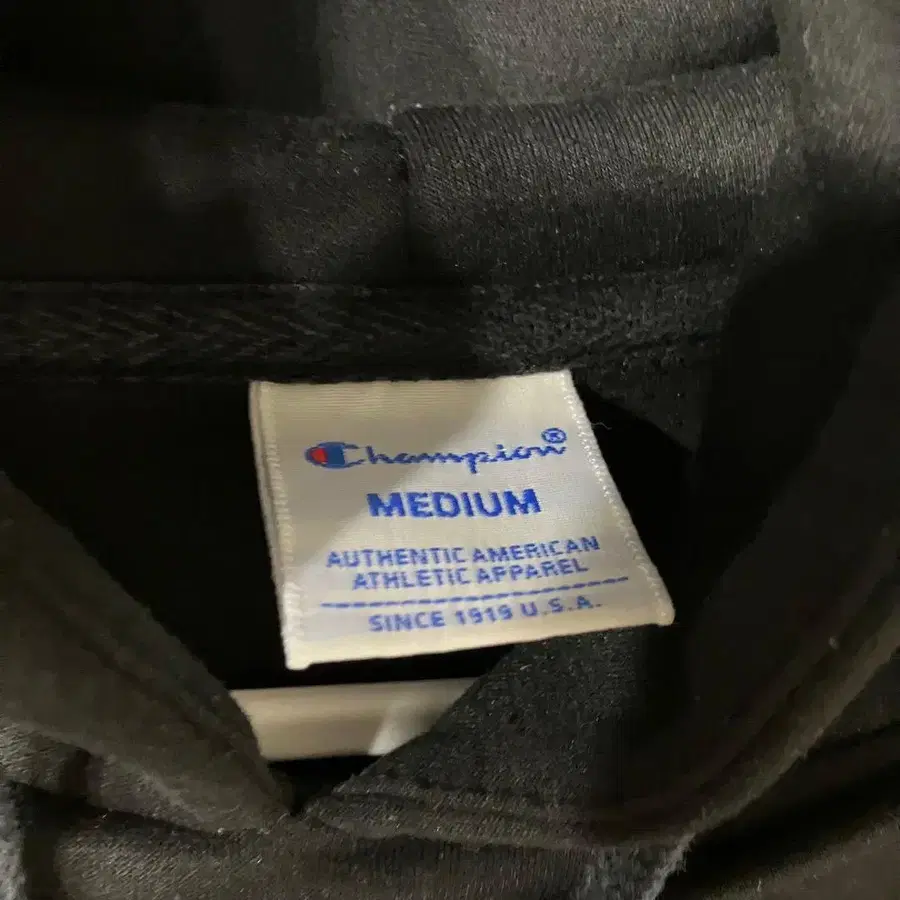 Champion®
MEDIUM
AUTHENTIC AMERICAN
ATHLETIC APPAREL
SINCE 1919 U.S.A.